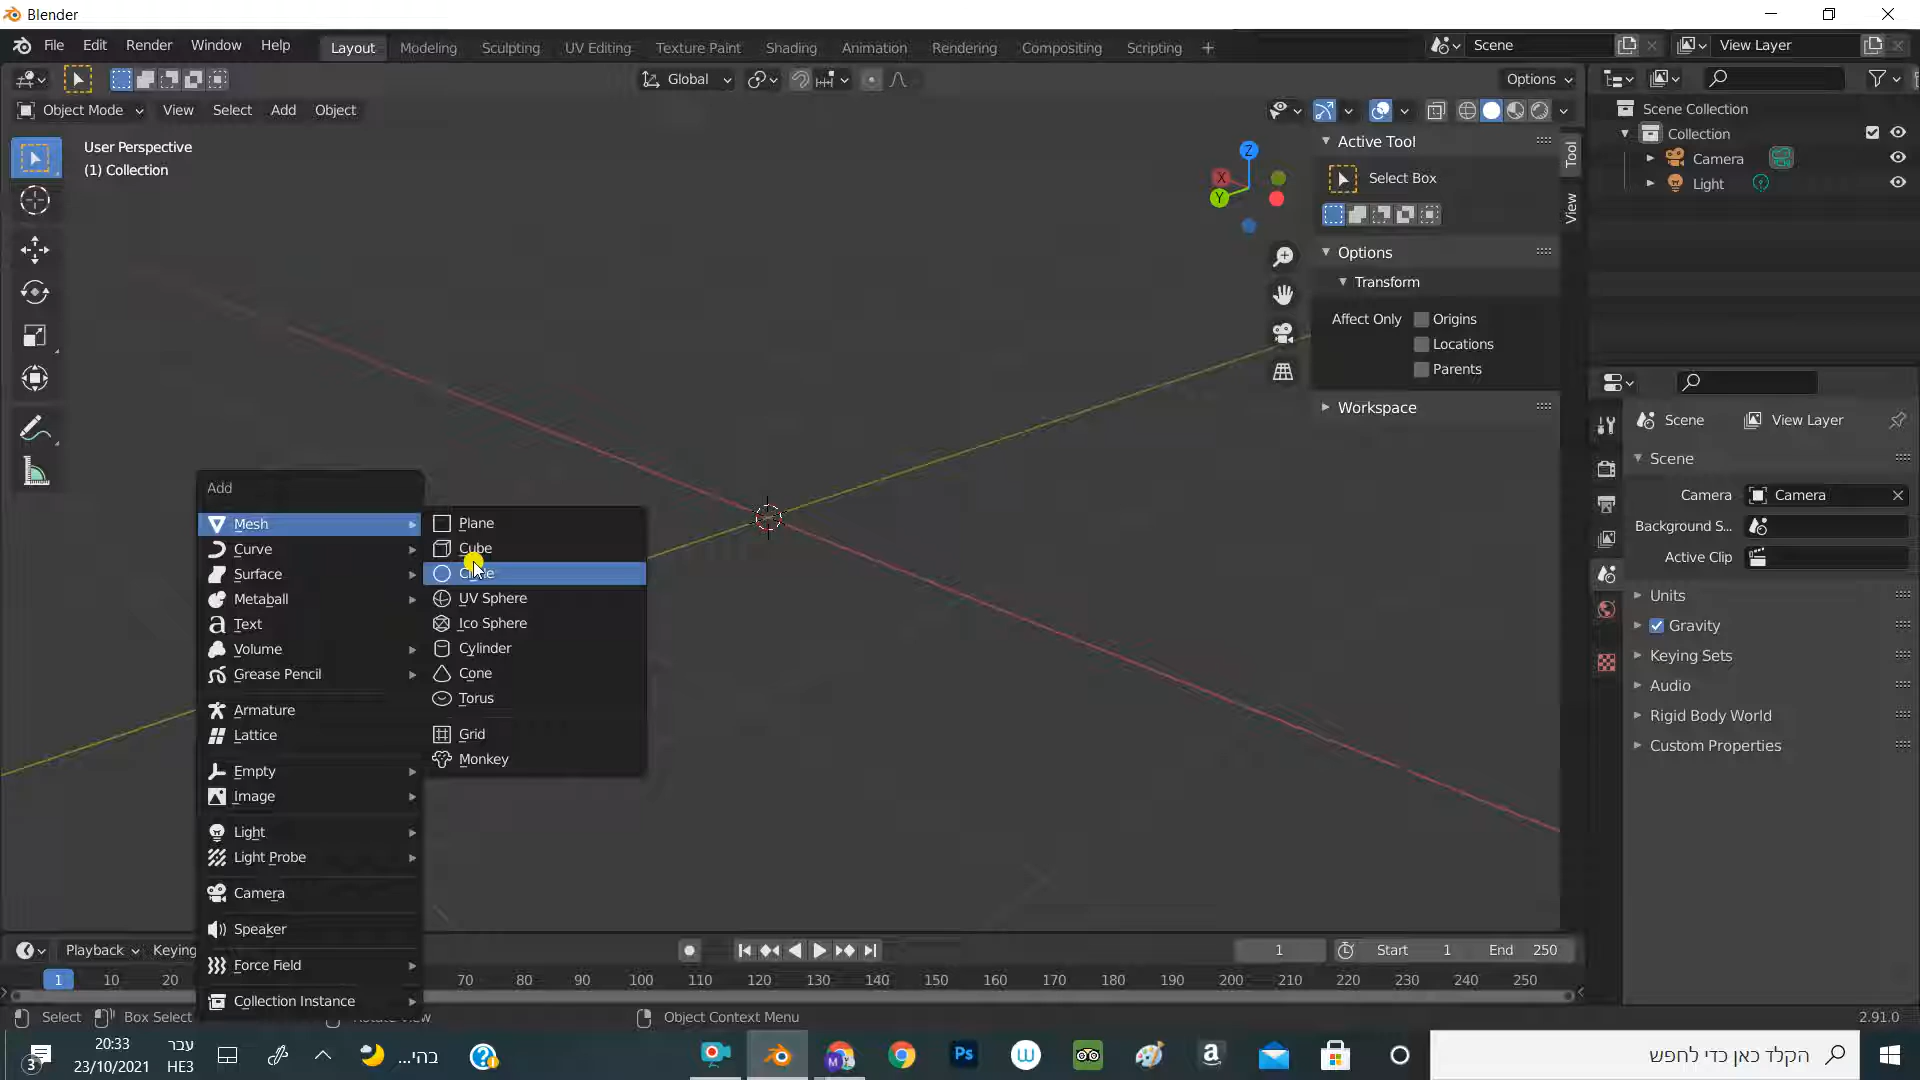 Blender
File Edit Render Window Help Layout Modeling Sculpting UV Editing Texture Paint Shading Animation Rendering Compositing Scripting + Scene View Layer
Global Options
Object Mode View Select Add Object
User Perspective
(1) Collection
Z
X
Y
Active Tool
Select Box
Options
Transform
Affect Only Origins
Locations
Parents
Workspace
Tool
View
Scene Collection
Collection
Camera
Light
Scene View Layer
Scene
Camera Camera
Background S...
Active Clip
Units
Gravity
Keying Sets
Audio
Rigid Body World
Custom Properties
Add
Mesh
Curve
Surface
Metaball
Text
Volume
Grease Pencil
Armature
Lattice
Empty
Image
Light
Light Probe
Camera
Speaker
Force Field
Collection Instance
Plane
Cube
Circle
UV Sphere
Ico Sphere
Cylinder
Cone
Torus
Grid
Monkey
Playback Keying 1 Start 1 End 250
1 10 20 70 80 90 100 110 120 130 140 150 160 170 180 190 200 210 220 230 240 250
Select Box Select Object Context Menu 2.91.0
3
20:33
23/10/2021
עבר
HE3
בהי...
Ps
הקלד כאן כדי לחפש